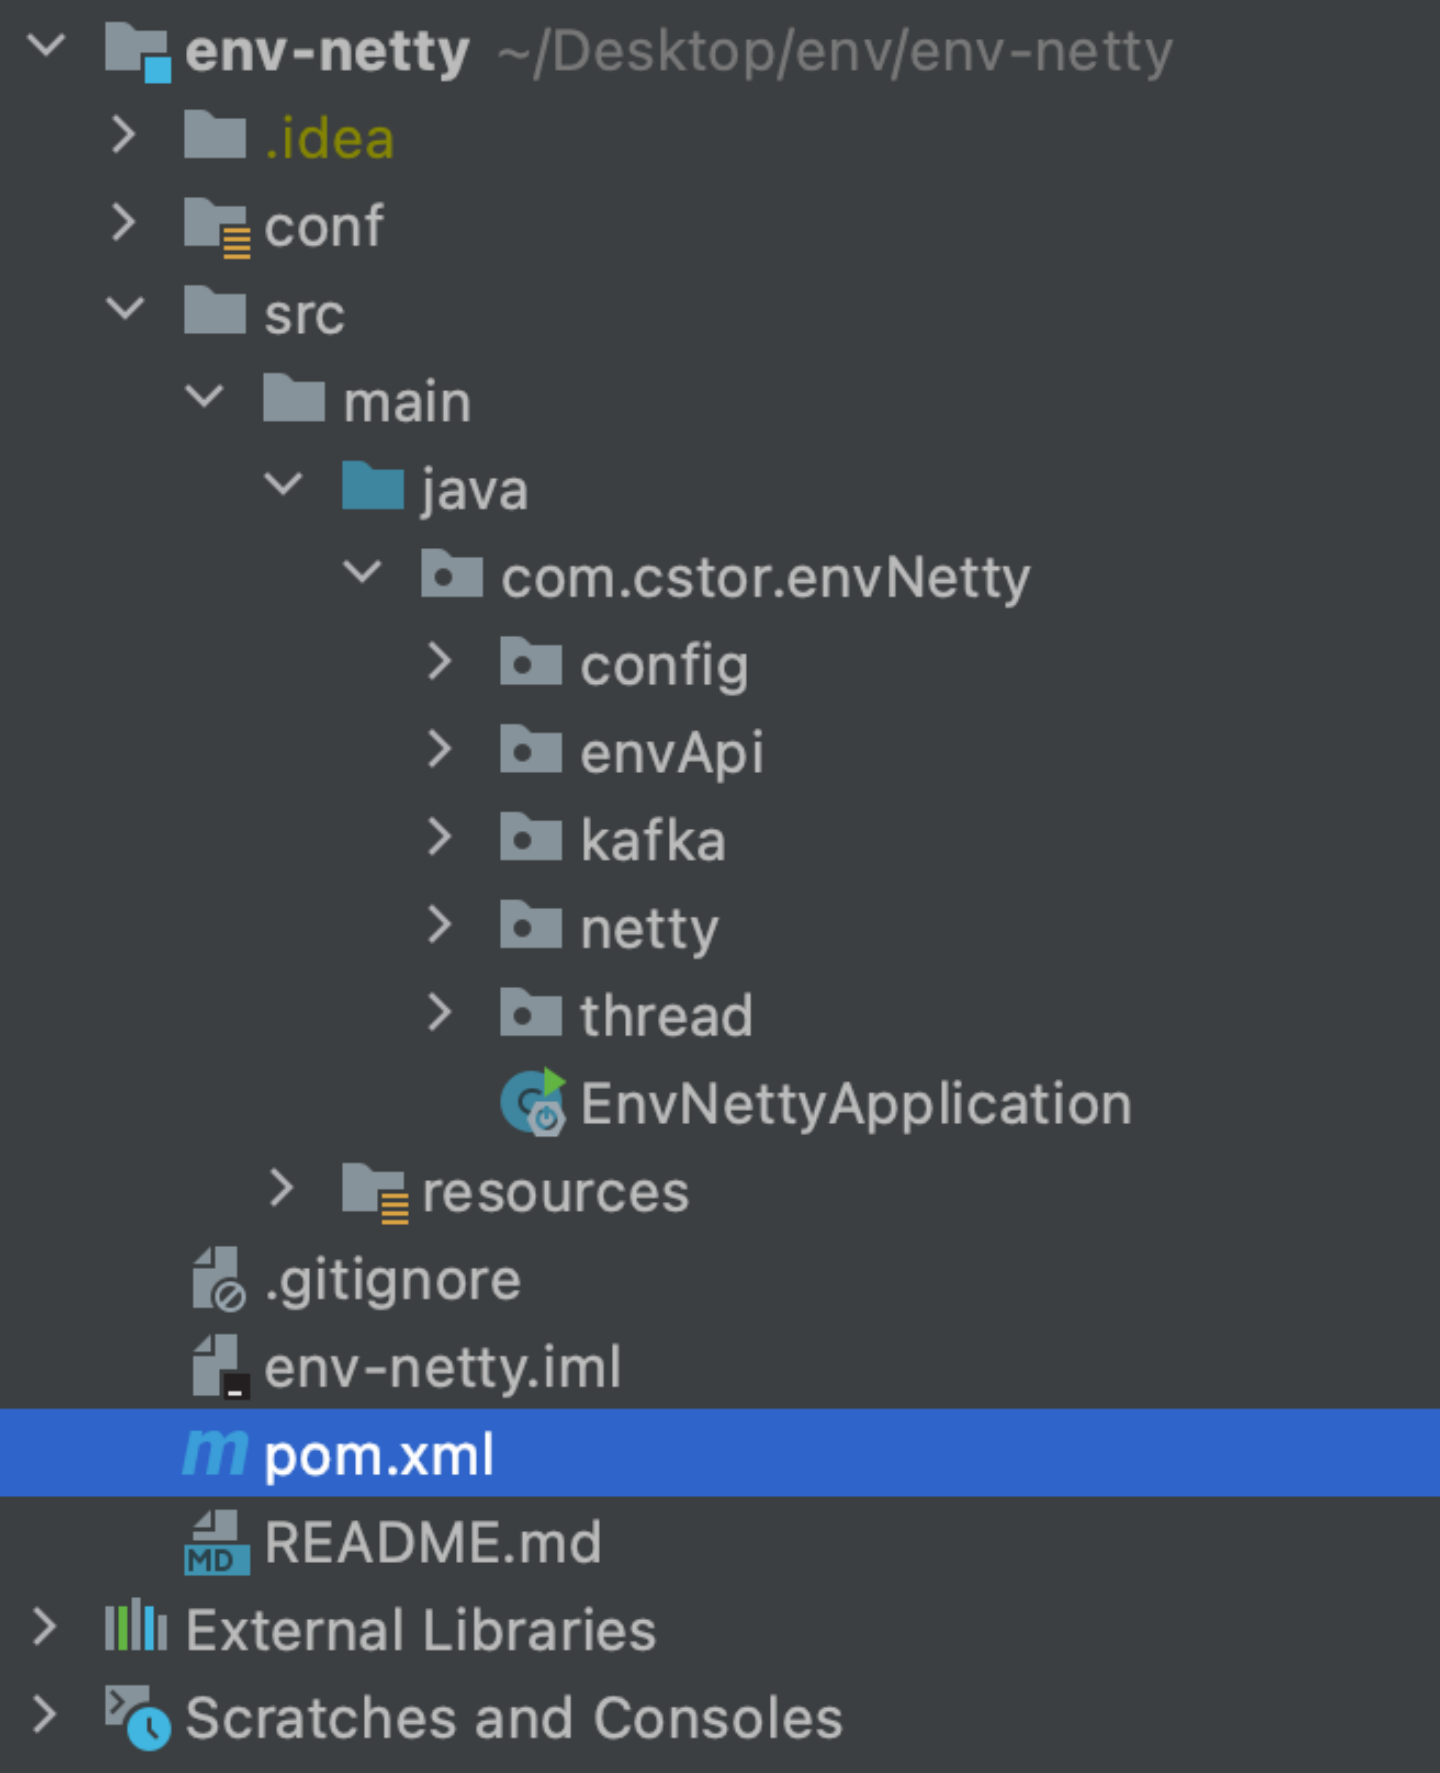 env-netty ~/Desktop/env/env-netty
.idea
conf
src
main
java
com.cstor.envNetty
config
envApi
kafka
netty
thread
EnvNettyApplication
resources
.gitignore
env-netty.iml
m pom.xml
MD README.md
External Libraries
Scratches and Consoles